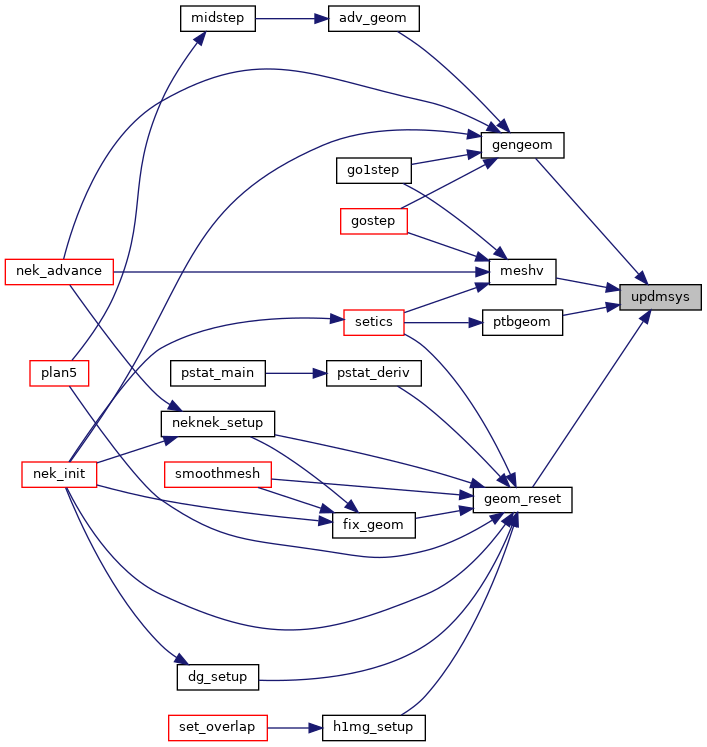 midstep
adv_geom
gengeom
go1step
gostep
nek_advance
meshv
updmsys
setics
ptbgeom
plan5
pstat_main
pstat_deriv
neknek_setup
nek_init
smoothmesh
geom_reset
fix_geom
dg_setup
set_overlap
h1mg_setup